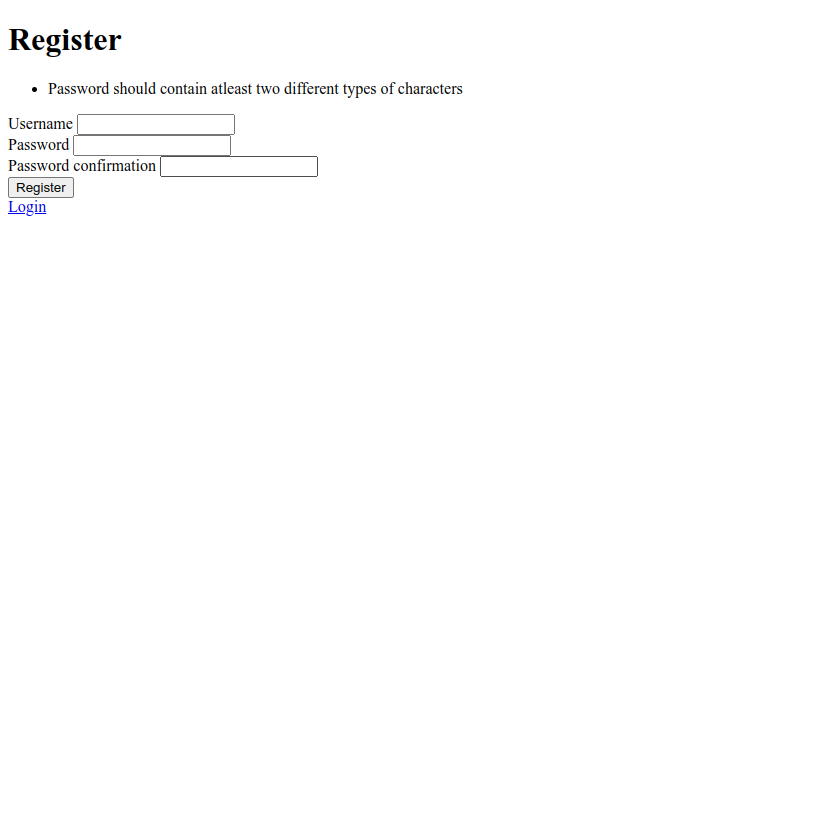 Register
Password should contain atleast two different types of characters
Username
Password
Password confirmation
Register
Login